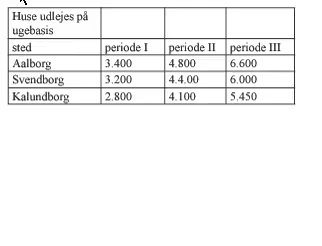 Huse udlejes på
ugebasis
sted periode I periode II periode III
Aalborg 3.400 4.800 6.600
Svendborg 3.200 4.4.00 6.000
Kalundborg 2.800 4.100 5.450